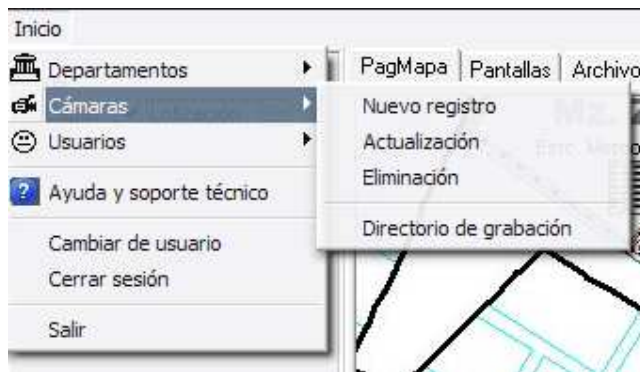 Inicio
Departamentos
Cámaras
Usuarios
Ayuda y soporte técnico
Cambiar de usuario
Cerrar sesión
Salir
PagMapa Pantallas Archivo
Nuevo registro
Actualización
Eliminación
Directorio de grabación
Mz.